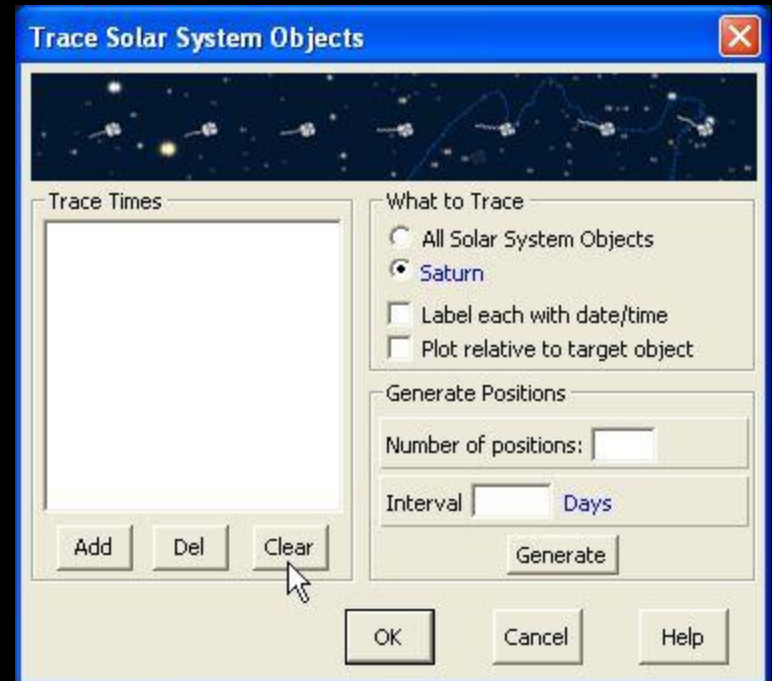 Trace Solar System Objects
Trace Times
Add Del Clear
What to Trace
All Solar System Objects
Saturn
Label each with date/time
Plot relative to target object
Generate Positions
Number of positions:
Interval Days
Generate
OK Cancel Help